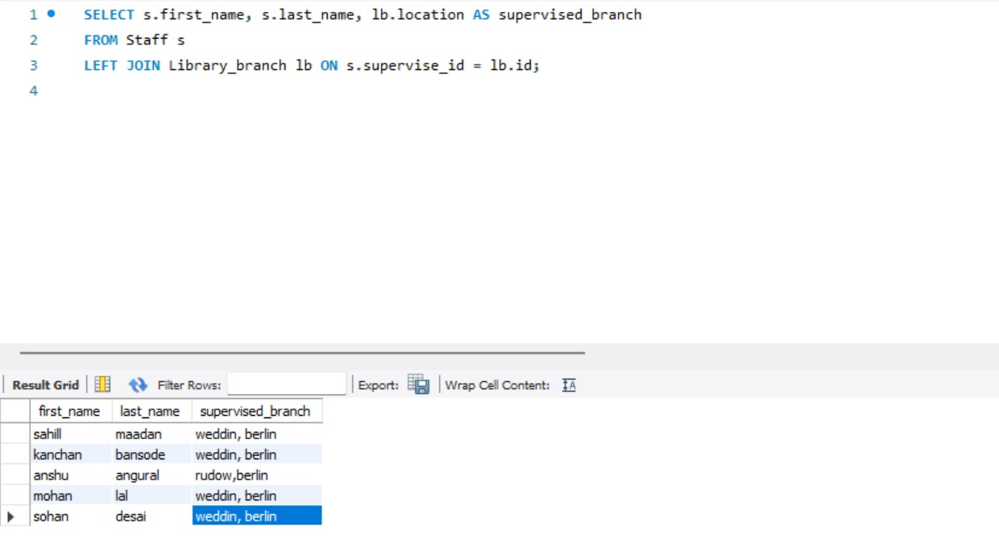 1 SELECT s.first_name, s.last_name, lb.location AS supervised_branch
2 FROM Staff s
3 LEFT JOIN Library_branch lb ON s.supervise_id = lb.id;
4
Result Grid Filter Rows: Export: Wrap Cell Content:
first_name last_name supervised_branch
sahill maadan weddin, berlin
kanchan bansode weddin, berlin
anshu angural rudow,berlin
mohan lal weddin, berlin
sohan desai weddin, berlin